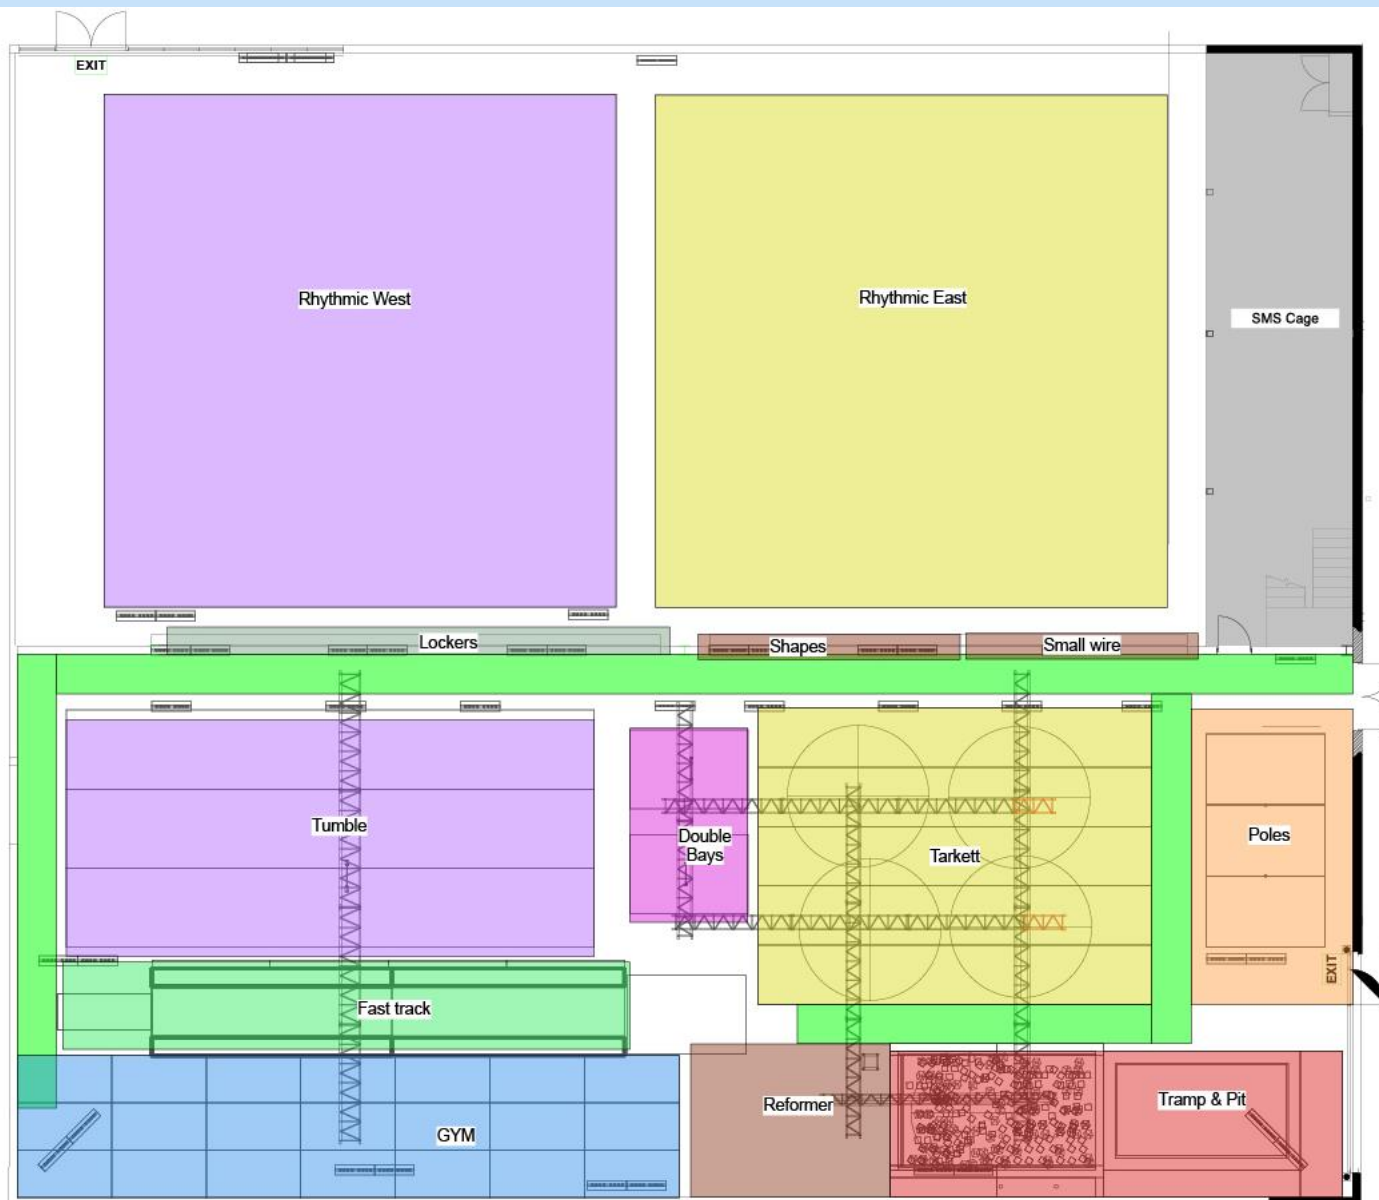 EXIT
Rhythmic West
Rhythmic East
SMS Cage
Lockers
Shapes
Small wire
Tumble
Double
Bays
Tarkett
Poles
EXIT
Fast track
Reformer
Tramp & Pit
GYM